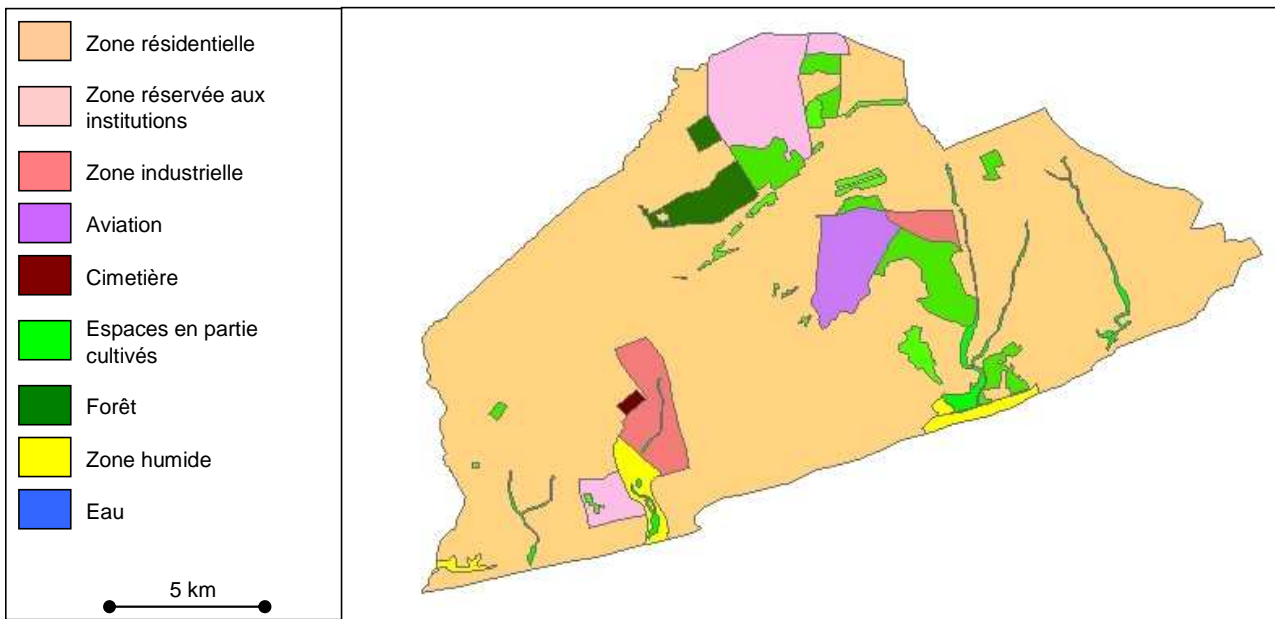 Zone résidentielle
Zone réservée aux
institutions
Zone industrielle
Aviation
Cimetière
Espaces en partie
cultivés
Forêt
Zone humide
Eau
5 km